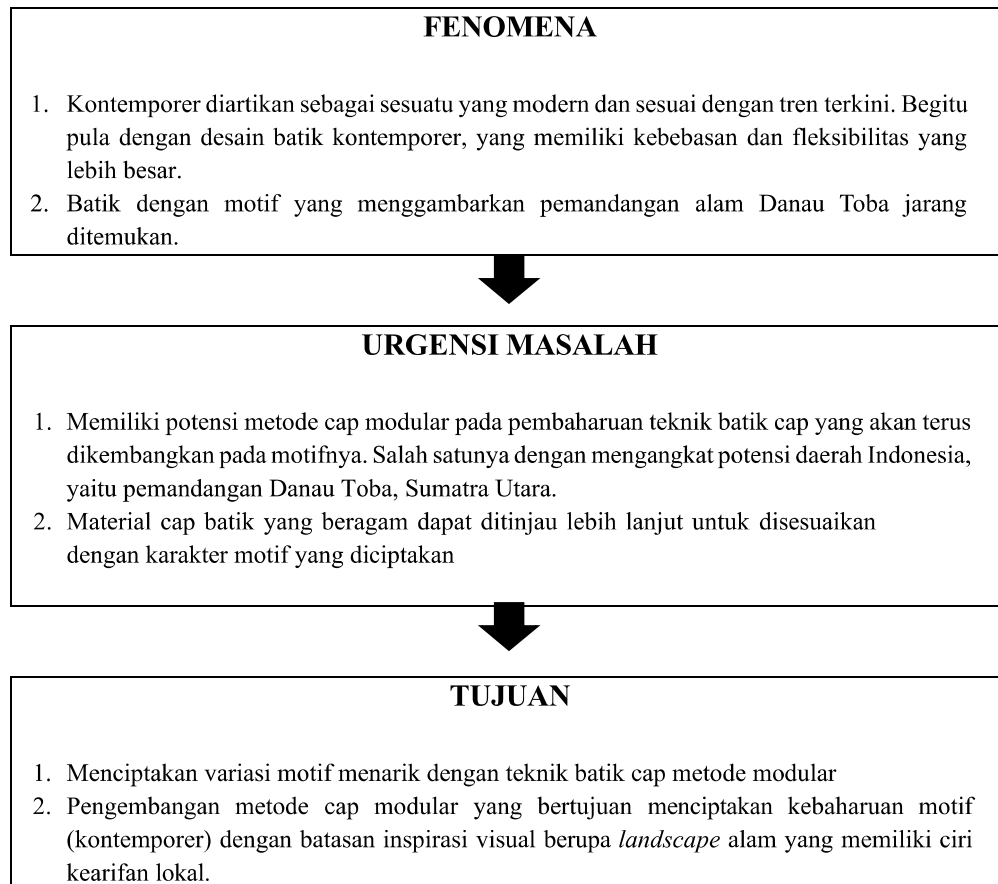 FENOMENA
1. Kontemporer diartikan sebagai sesuatu yang modern dan sesuai dengan tren terkini. Begitu
pula dengan desain batik kontemporer, yang memiliki kebebasan dan fleksibilitas yang
lebih besar.
2. Batik dengan motif yang menggambarkan pemandangan alam Danau Toba jarang
ditemukan.
URGENSI MASALAH
1. Memiliki potensi metode cap modular pada pembaharuan teknik batik cap yang akan terus
dikembangkan pada motifnya. Salah satunya dengan mengangkat potensi daerah Indonesia,
yaitu pemandangan Danau Toba, Sumatra Utara.
2. Material cap batik yang beragam dapat ditinjau lebih lanjut untuk disesuaikan
dengan karakter motif yang diciptakan
TUJUAN
1. Menciptakan variasi motif menarik dengan teknik batik cap metode modular
2. Pengembangan metode cap modular yang bertujuan menciptakan kebaharuan motif
(kontemporer) dengan batasan inspirasi visual berupa landscape alam yang memiliki ciri
kearifan lokal.